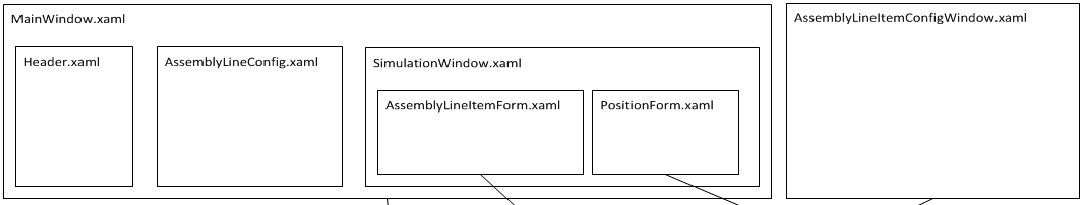 MainWindow.xaml
AssemblyLineItemConfigWindow.xaml
Header.xaml
AssemblyLineConfig.xaml
SimulationWindow.xaml
AssemblyLineItemForm.xaml
PositionForm.xaml